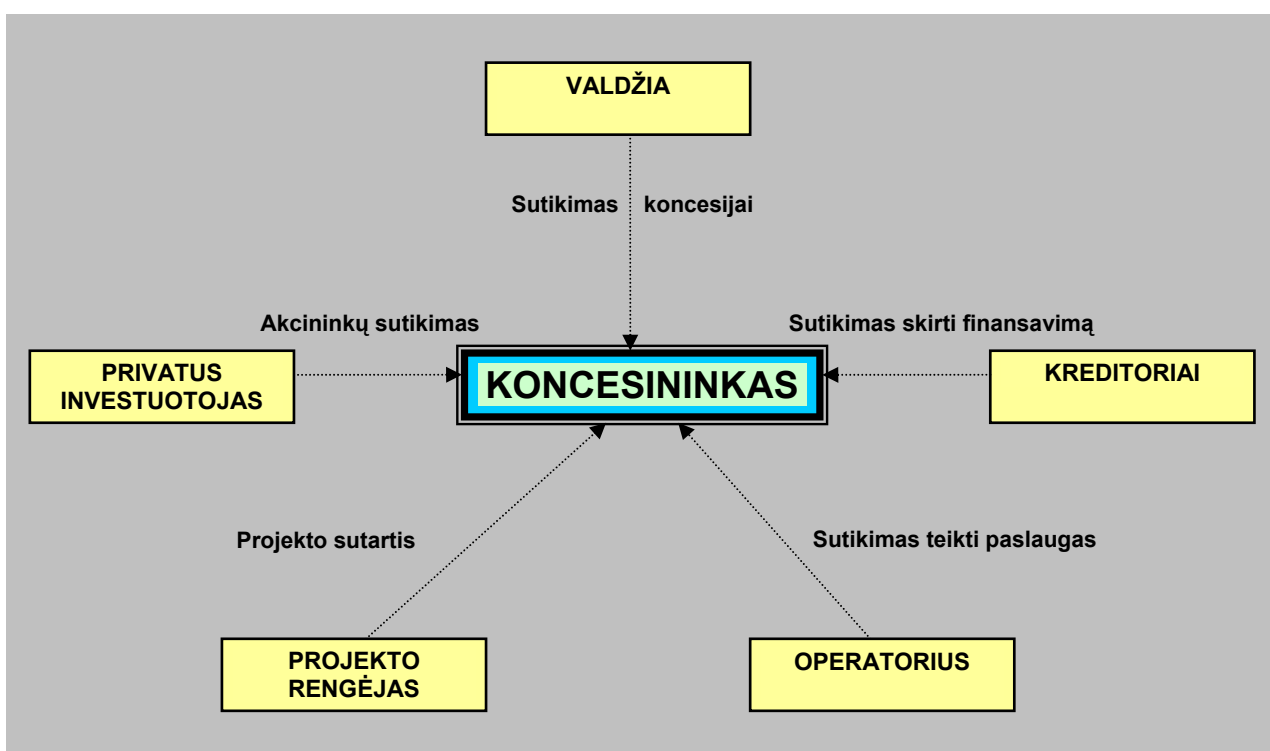 VALDŽIA
Sutikimas koncesijai
Akcininkų sutikimas
Sutikimas skirti finansavimą
PRIVATUS
INVESTUOTOJAS
KONCESININKAS
KREDITORIAI
Projekto sutartis
Sutikimas teikti paslaugas
PROJEKTO
RENGĖJAS
OPERATORIUS